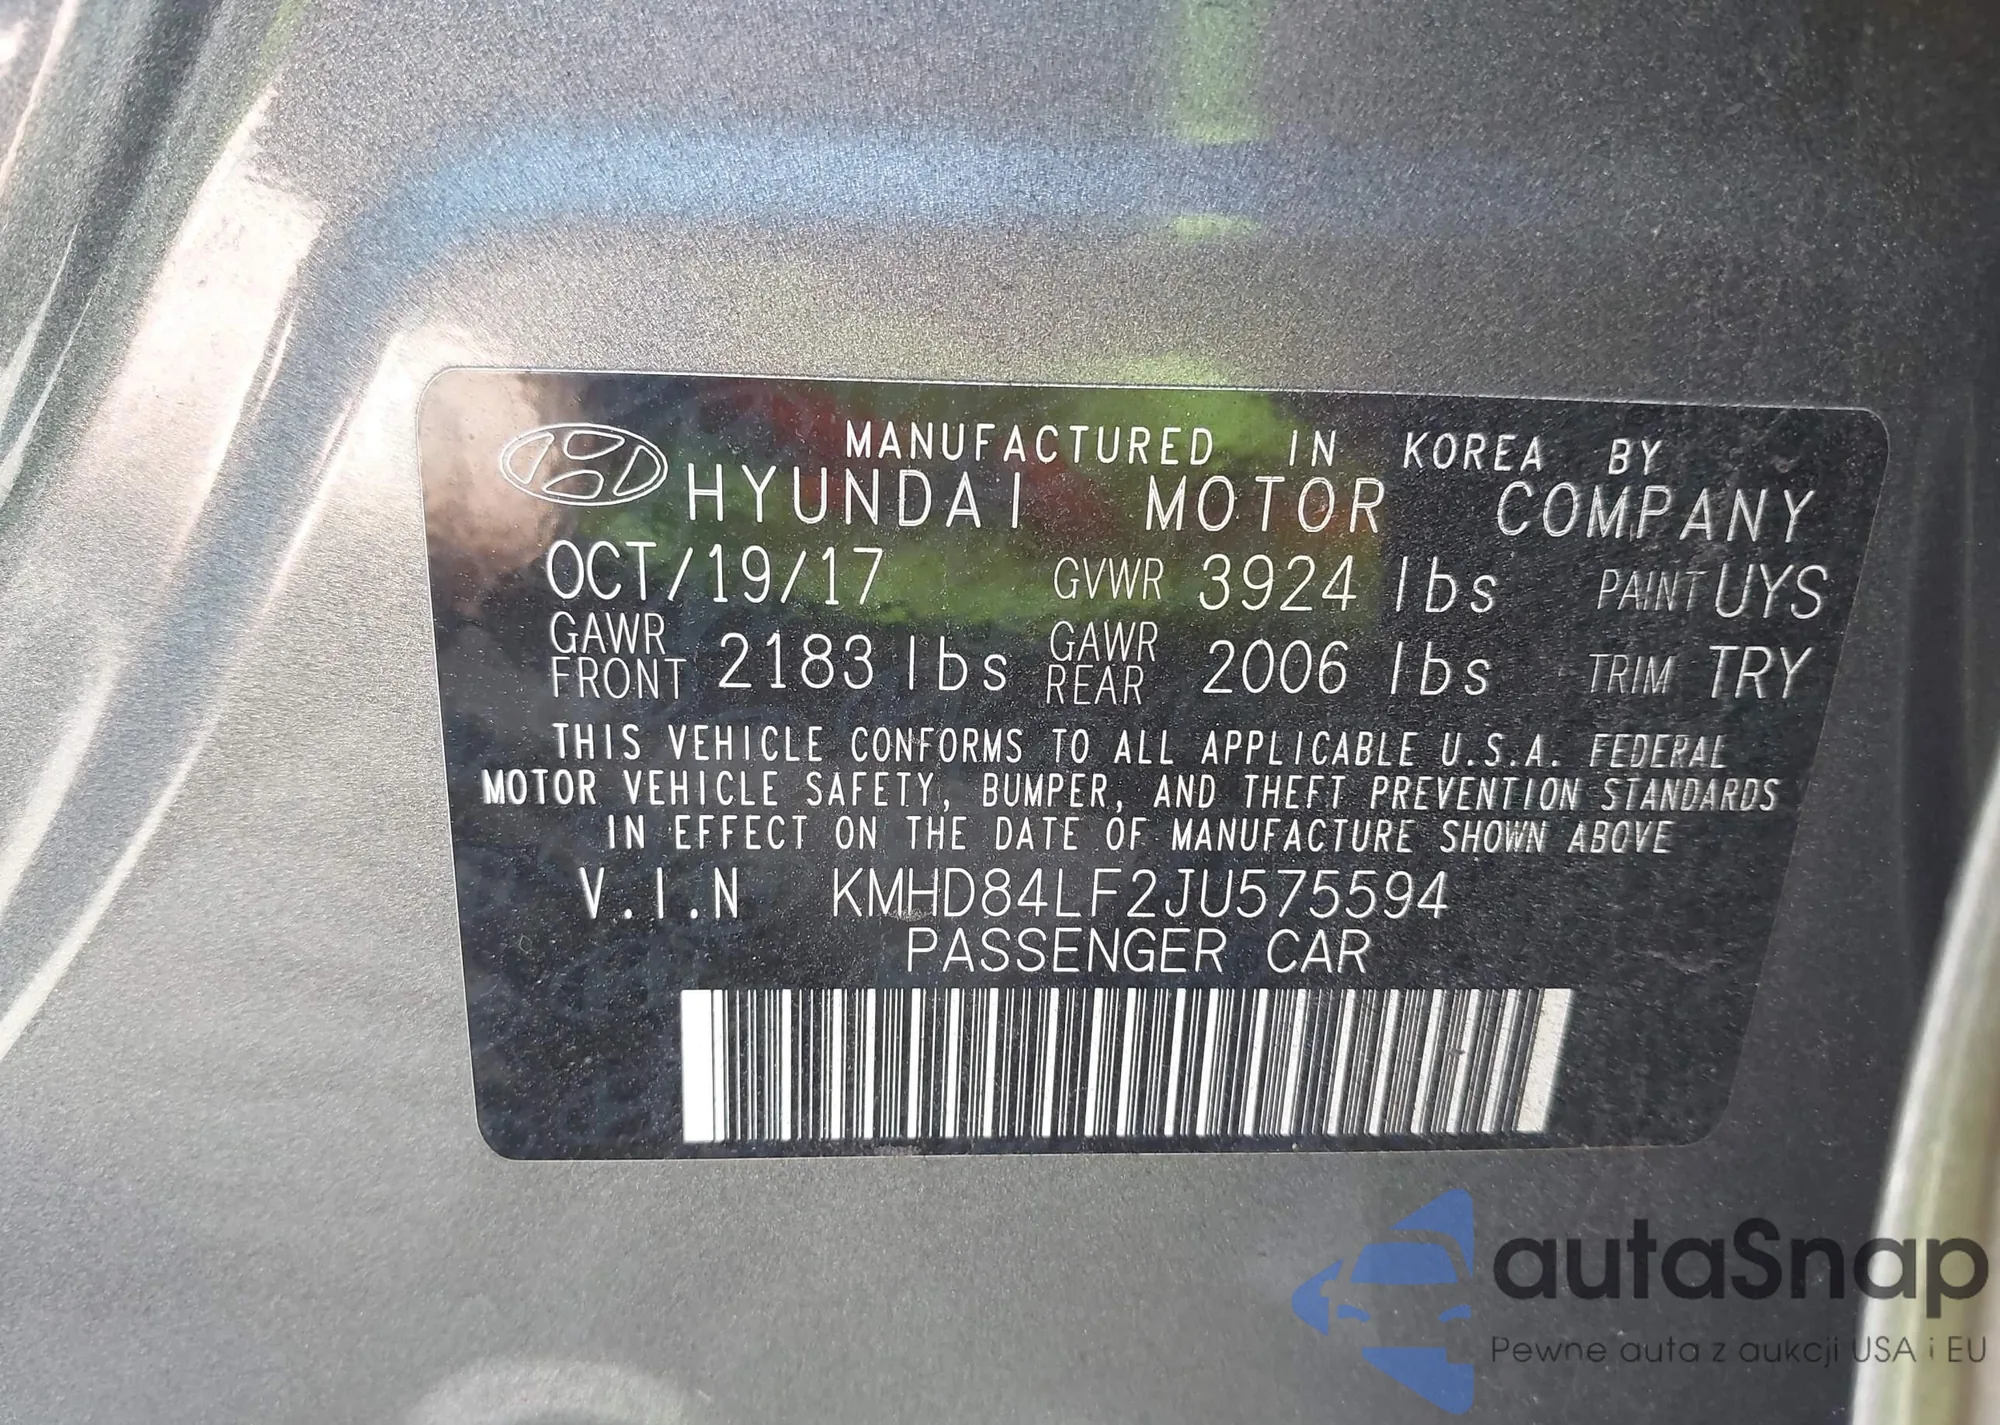 MANUFACTURED IN KOREA BY
HYUNDAI MOTOR COMPANY
OCT/19/17 GVWR 3924 lbs PAINT UYS
GAWR FRONT 2183 lbs GAWR REAR 2006 lbs TRIM TRY
THIS VEHICLE CONFORMS TO ALL APPLICABLE U.S.A. FEDERAL
MOTOR VEHICLE SAFETY, BUMPER, AND THEFT PREVENTION STANDARDS
IN EFFECT ON THE DATE OF MANUFACTURE SHOWN ABOVE
V.I.N KMHD84LF2JU575594
PASSENGER CAR
autaSnap
Pewne auta z aukcji USA i EU